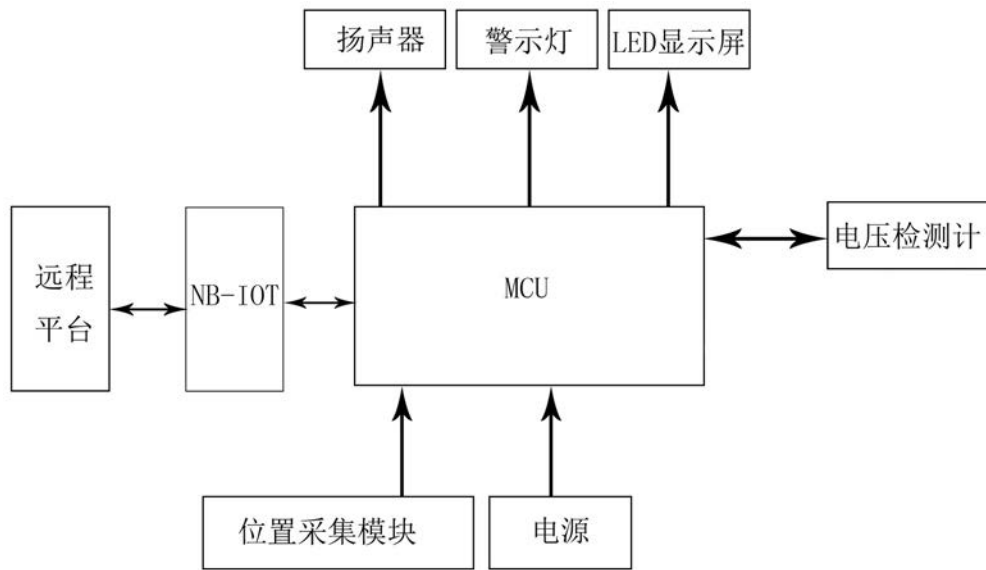 扬声器
警示灯
LED显示屏
电压检测计
远程
平台
NB-IOT
MCU
位置采集模块
电源